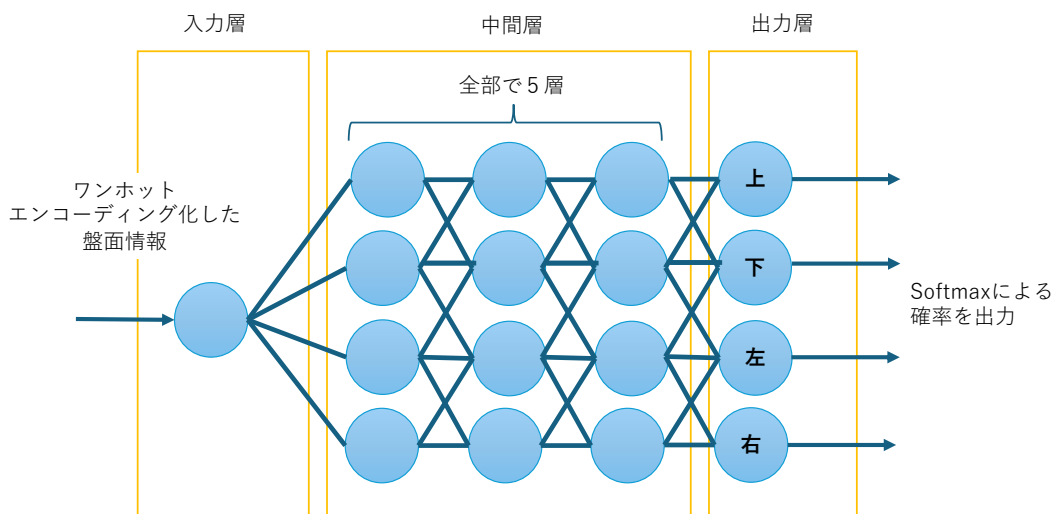 入力層
中間層
出力層
全部で５層
ワンホット
エンコーディング化した
盤面情報
上
下
左
右
Softmaxによる
確率を出力